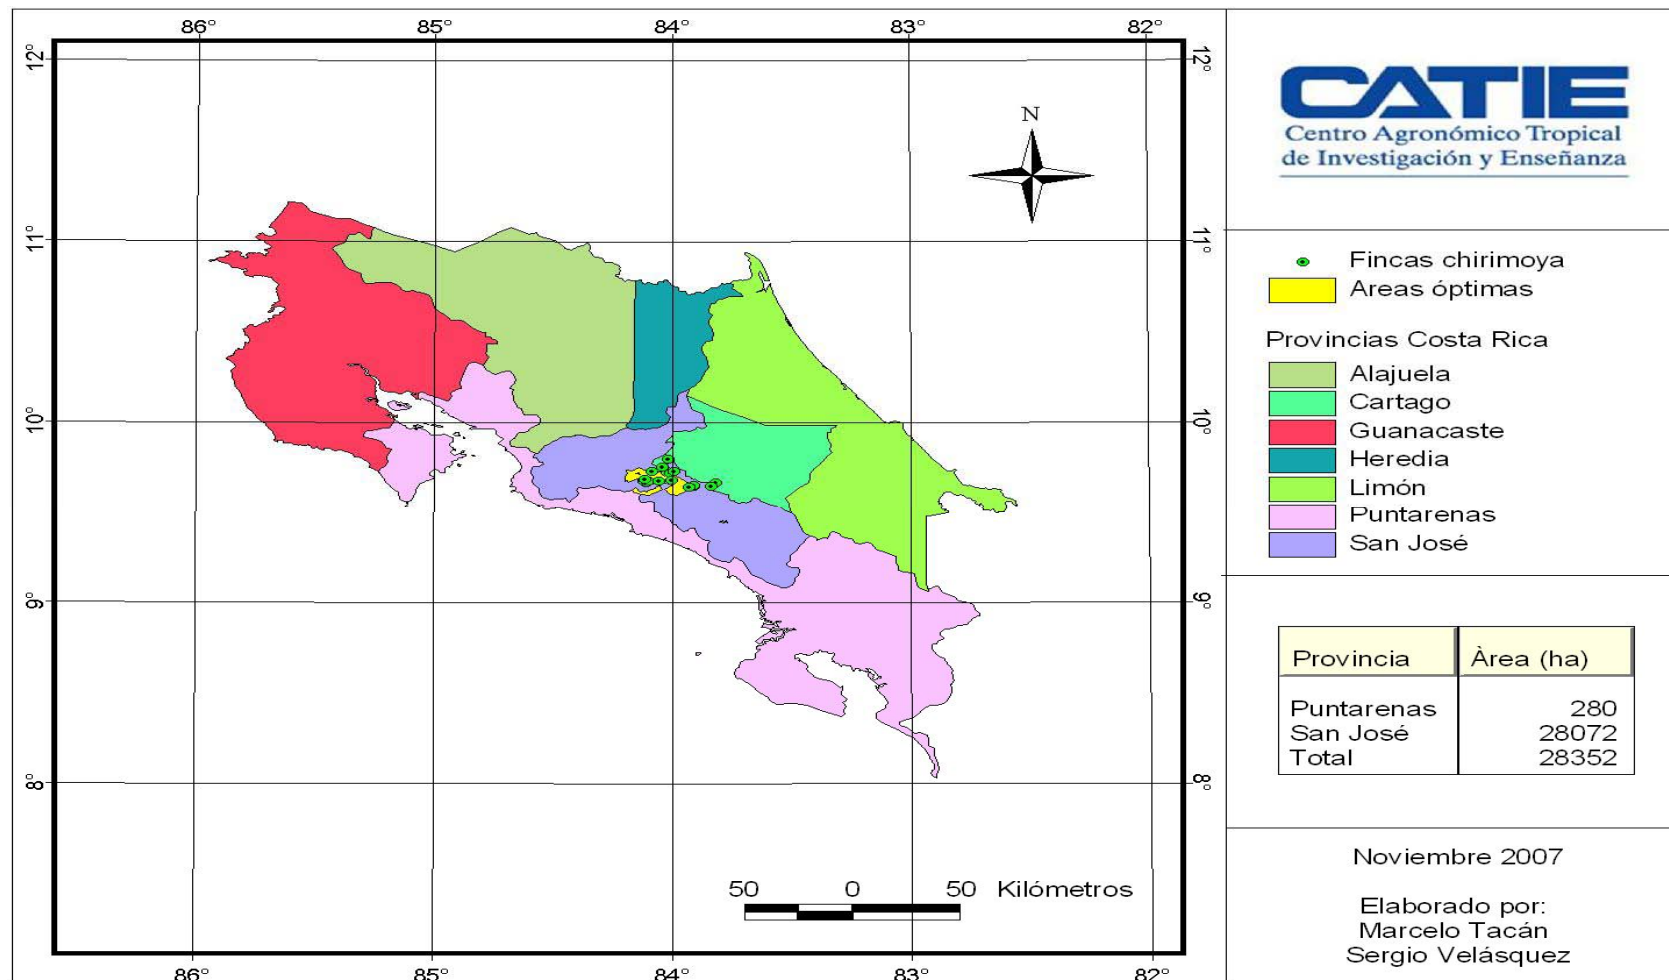 86° 85° 84° 83° 82°
12° 12°
11° 11°
10° 10°
9° 9°
8° 8°
86° 85° 84° 83° 82°
N
50 0 50 Kilómetros
CATIE
Centro Agronómico Tropical
de Investigación y Enseñanza
Fincas chirimoya
Areas óptimas
Provincias Costa Rica
Alajuela
Cartago
Guanacaste
Heredia
Limón
Puntarenas
San José
Provincia Àrea (ha)
Puntarenas 280
San José 28072
Total 28352
Noviembre 2007
Elaborado por:
Marcelo Tacán
Sergio Velásquez